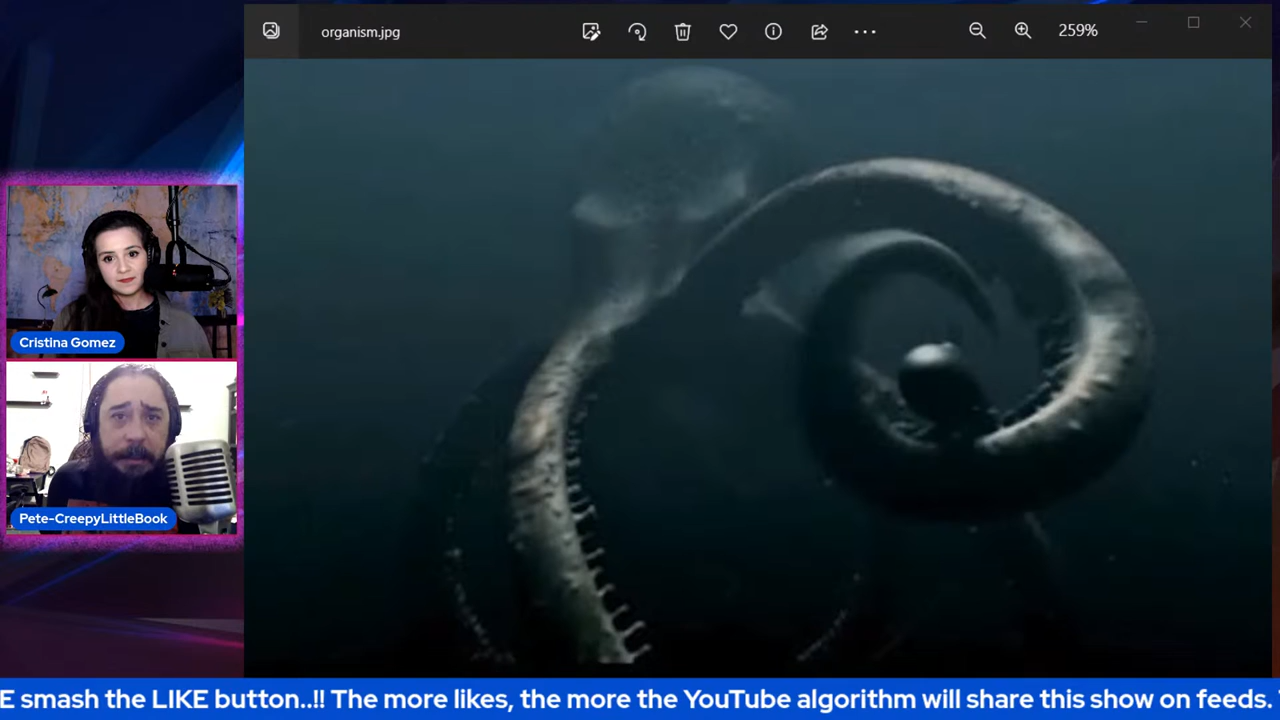 organism.jpg
259%
Cristina Gomez
Pete-CreepyLittleBook
E smash the LIKE button..!! The more likes, the more the YouTube algorithm will share this show on feeds.